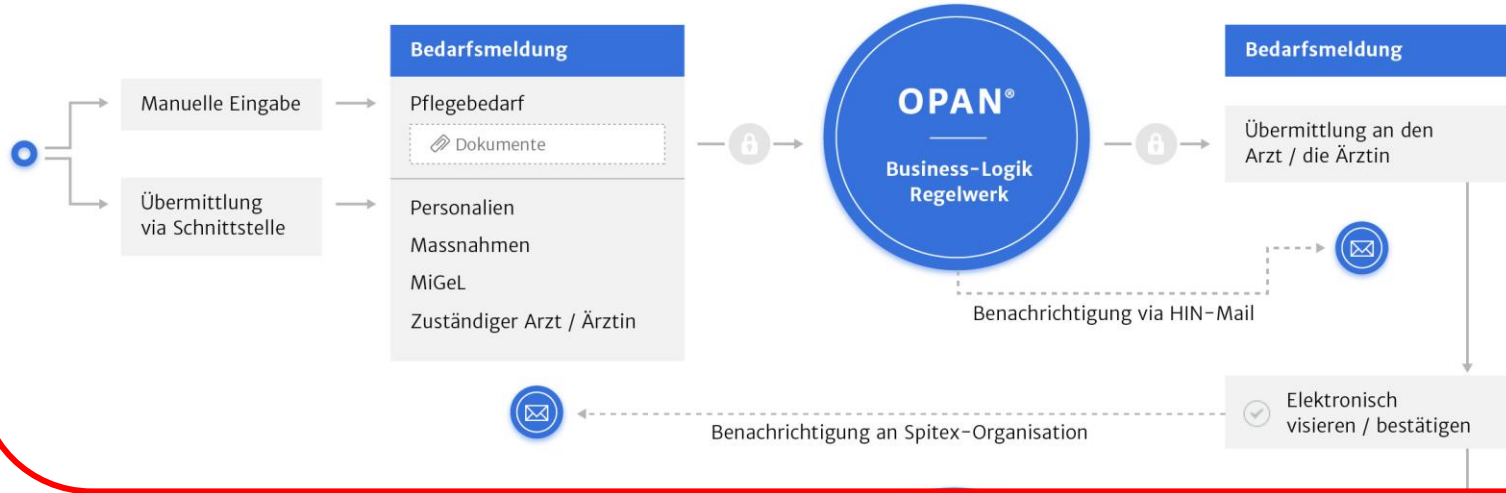 Manuelle Eingabe
Übermittlung
via Schnittstelle
Bedarfsmeldung
Pflegebedarf
Dokumente
Personalien
Massnahmen
MiGeL
Zuständiger Arzt / Ärztin
OPAN®
Business-Logik
Regelwerk
Bedarfsmeldung
Übermittlung an den
Arzt / die Ärztin
Benachrichtigung via HIN-Mail
Elektronisch
visieren / bestätigen
Benachrichtigung an Spitex-Organisation